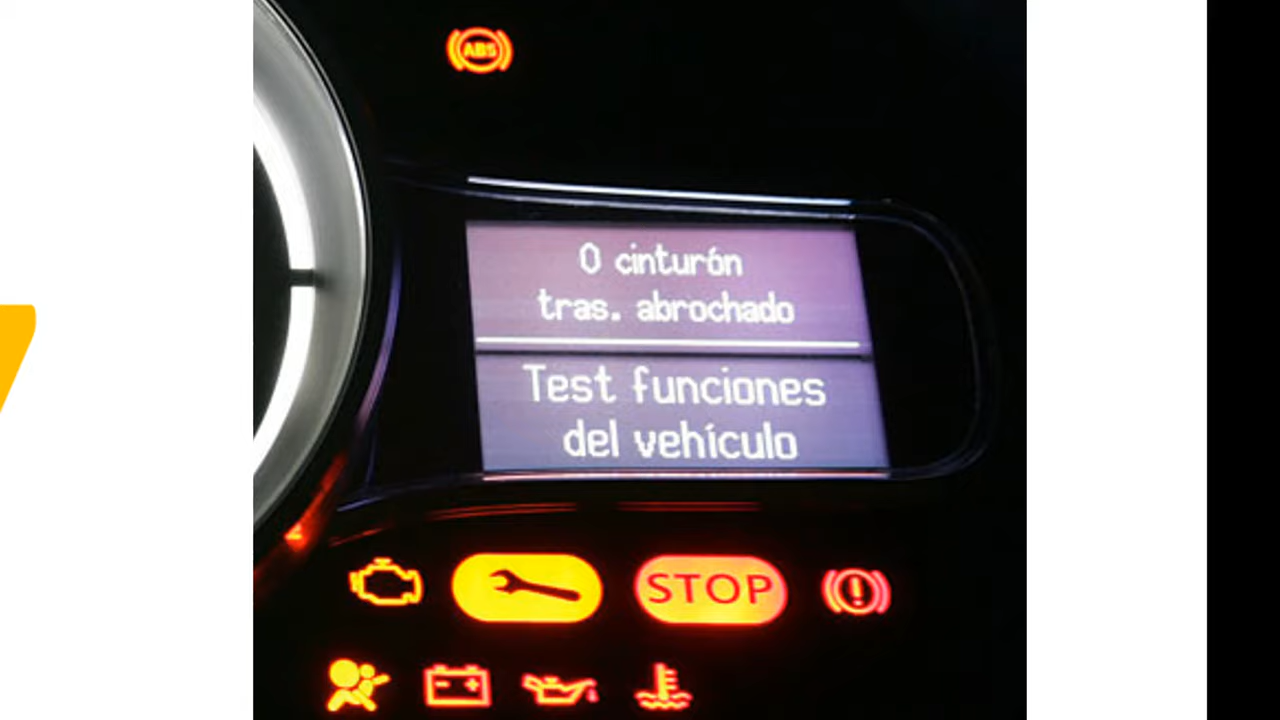 ABS
0 cinturón
tras. abrochado
Test funciones
del vehículo
STOP